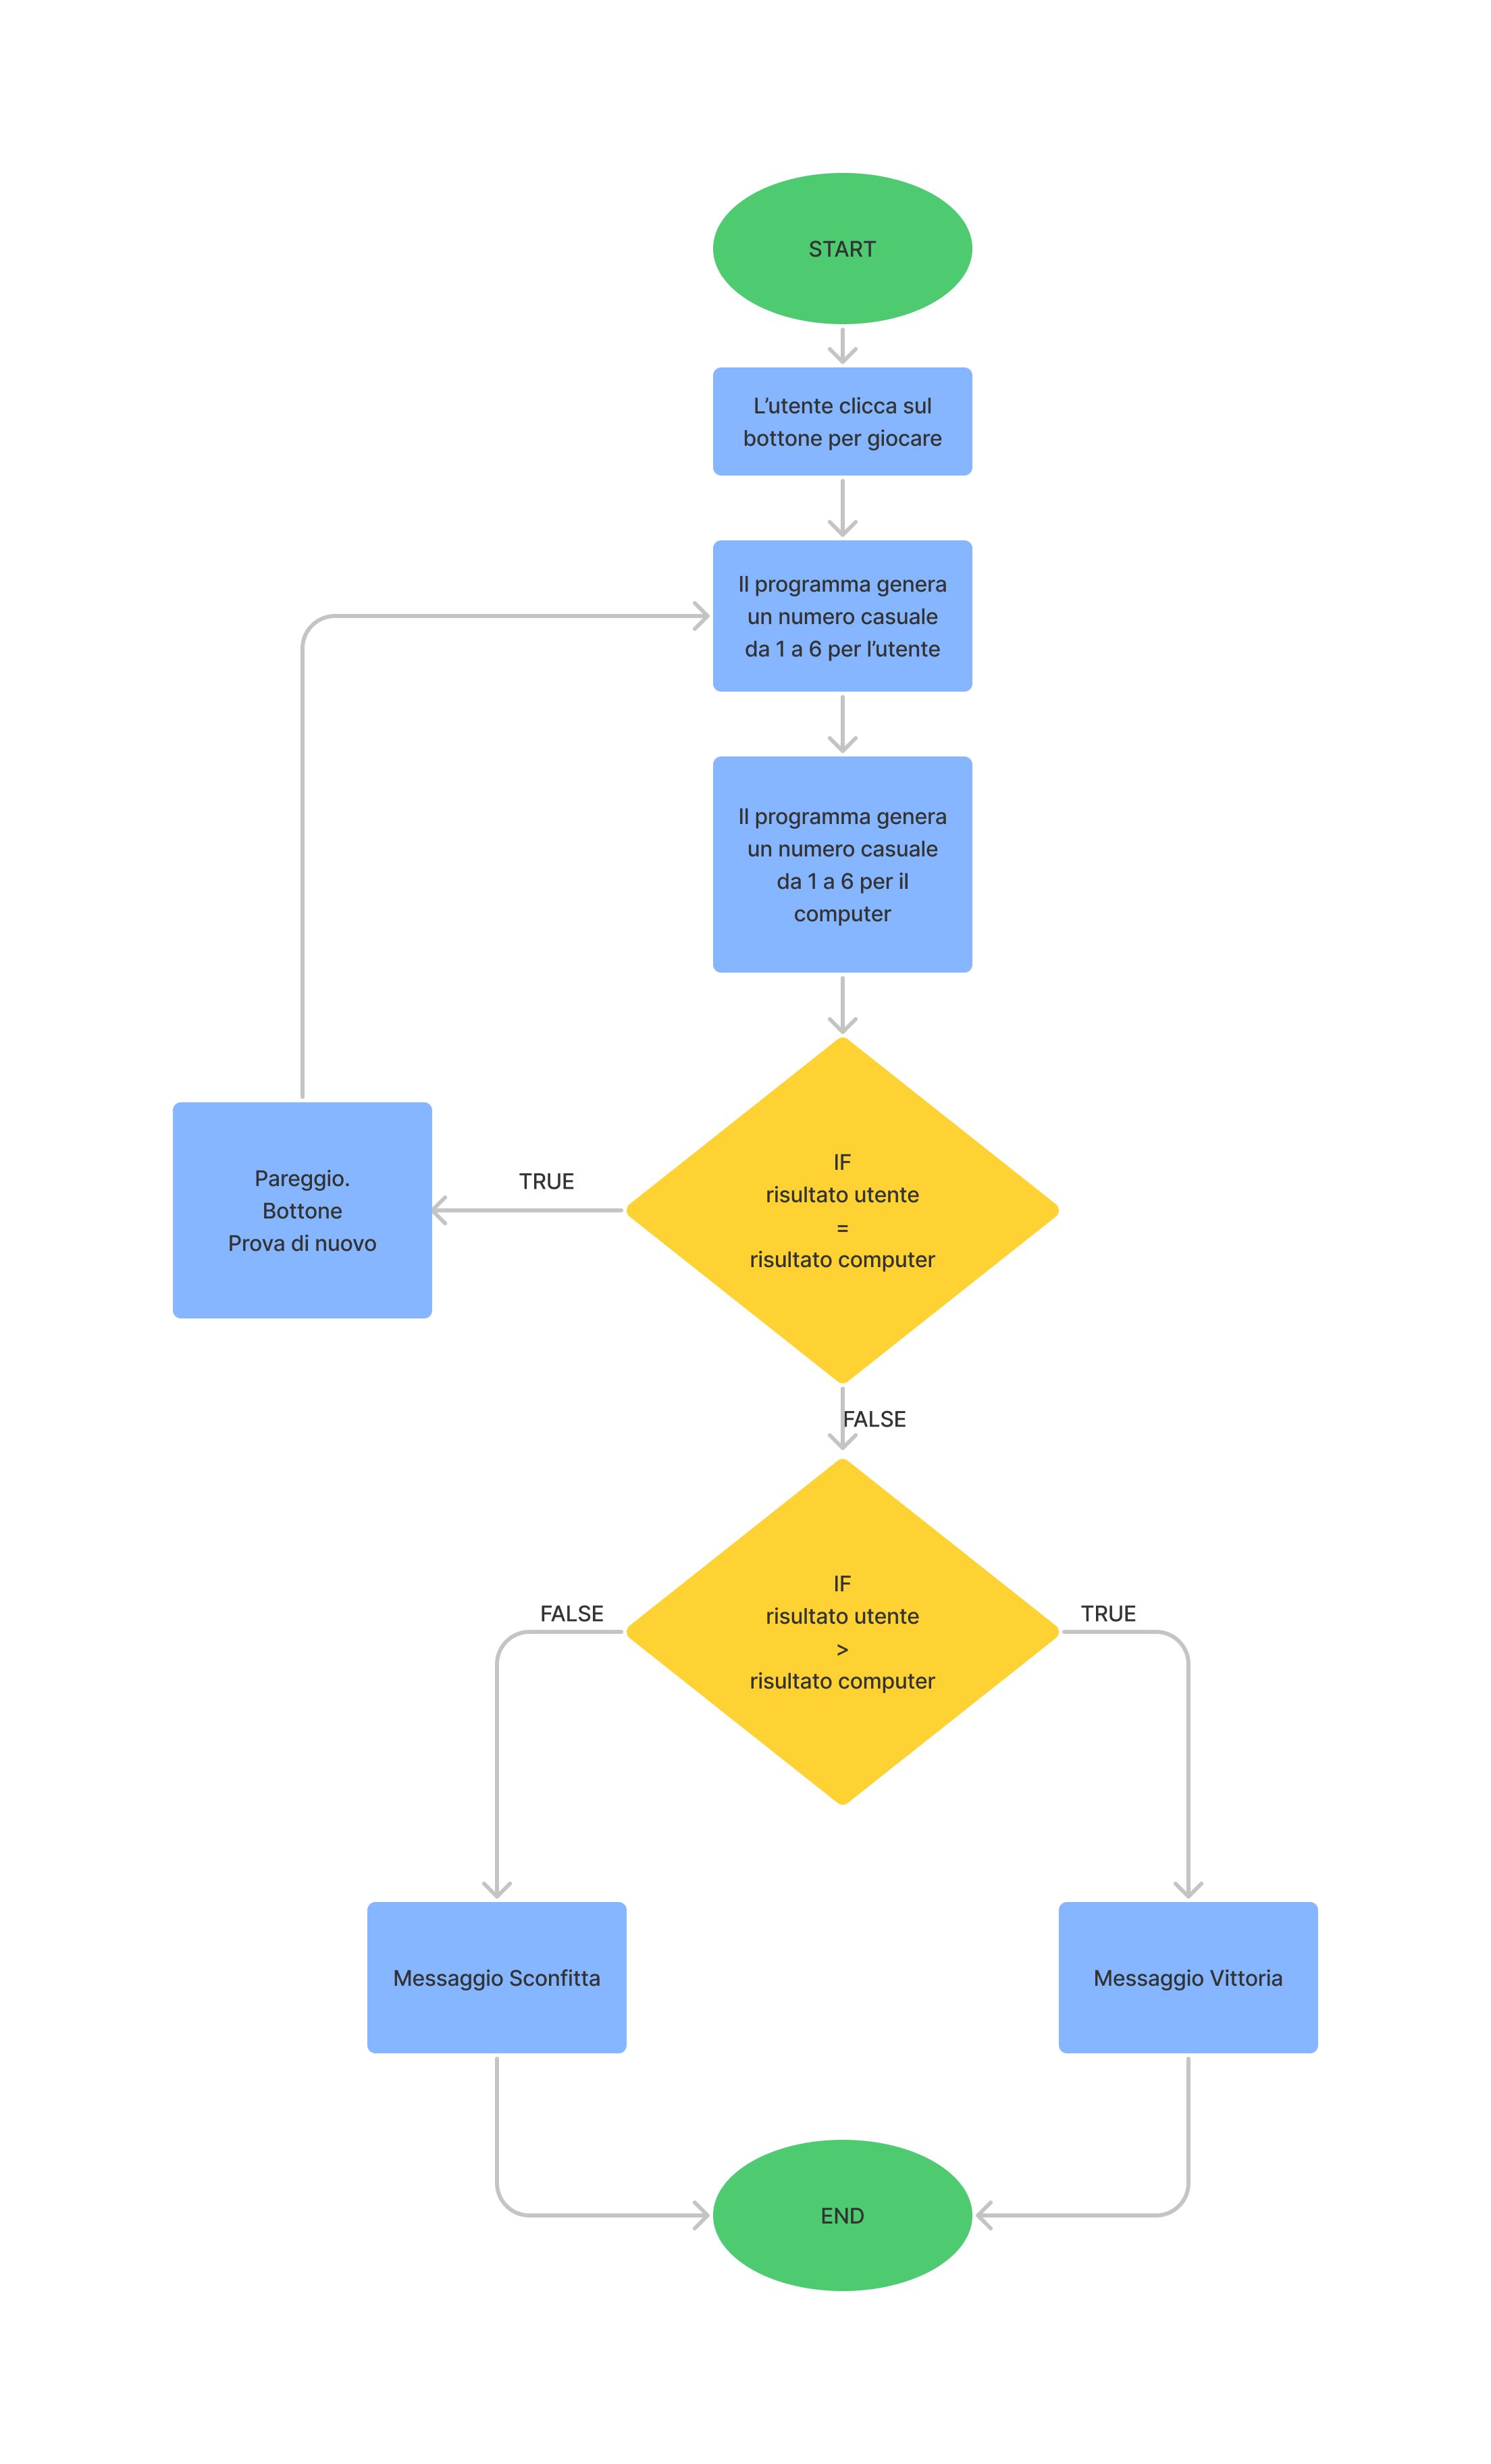 START
L’utente clicca sul
bottone per giocare
Il programma genera
un numero casuale
da 1 a 6 per l’utente
Il programma genera
un numero casuale
da 1 a 6 per il
computer
IF
risultato utente
=
risultato computer
TRUE
Pareggio.
Bottone
Prova di nuovo
FALSE
IF
risultato utente
>
risultato computer
FALSE
TRUE
Messaggio Sconfitta
Messaggio Vittoria
END